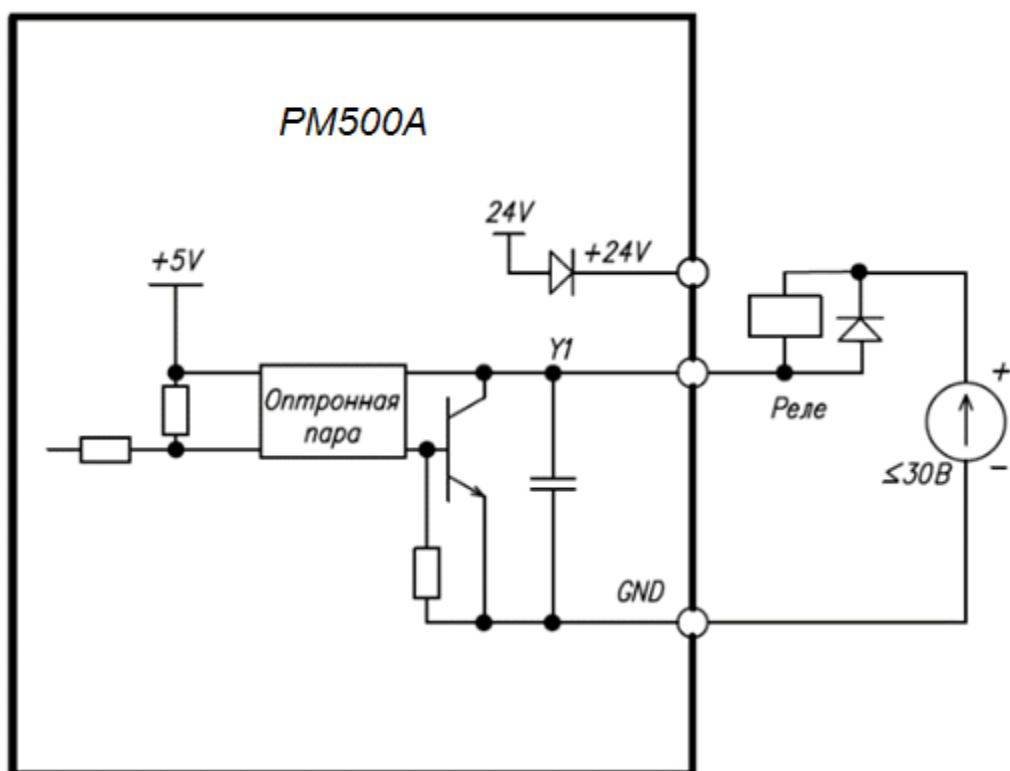 PM500A
24V
+24V
+5V
Y1
Оптронная
пара
Реле
+
≤30В
−
GND